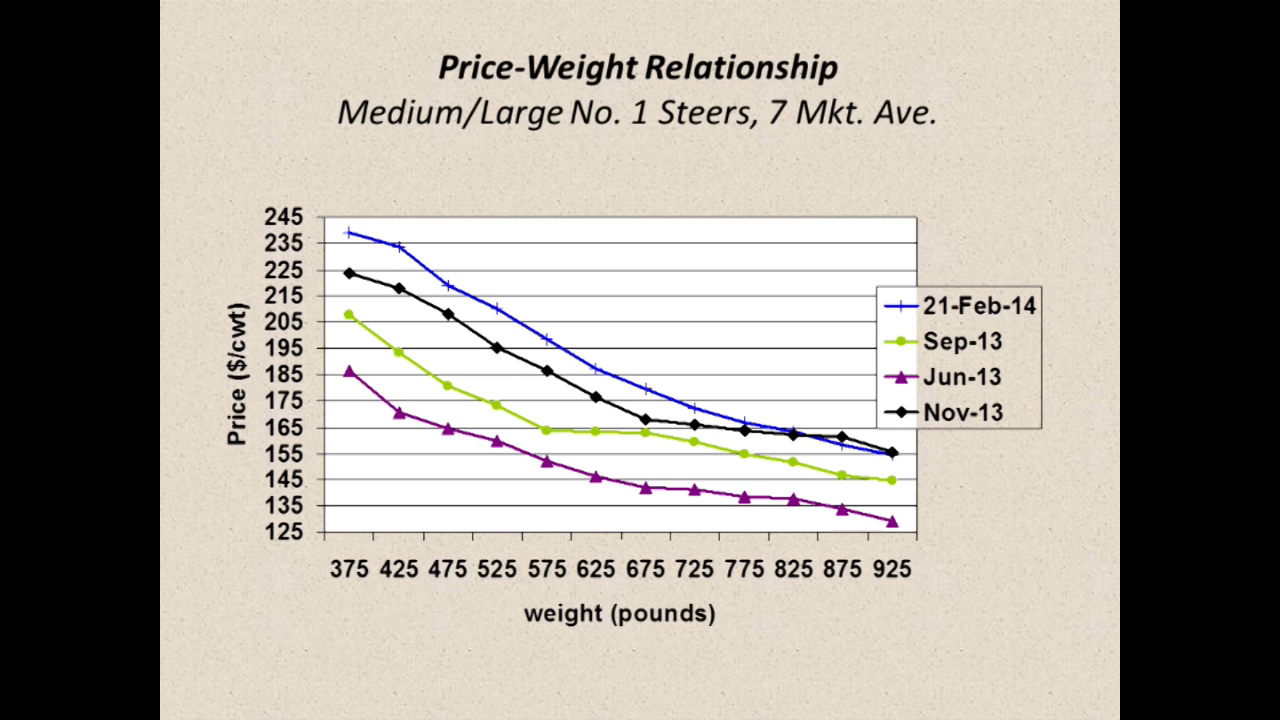 Price-Weight Relationship
Medium/Large No. 1 Steers, 7 Mkt. Ave.
245
235
225
215
205
195
185
175
165
155
145
135
125
Price ($/cwt)
375 425 475 525 575 625 675 725 775 825 875 925
weight (pounds)
21-Feb-14
Sep-13
Jun-13
Nov-13